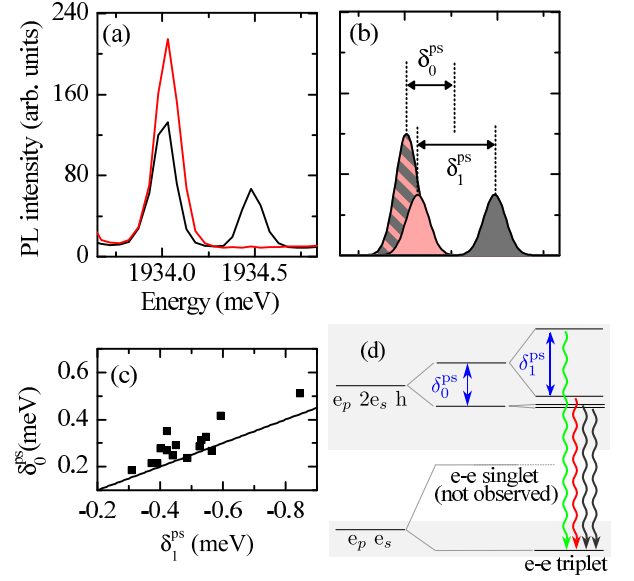 (a)
240
160
80
0
PL intensity (arb. units)
1934.0 1934.5
Energy (meV)
(b)
δ₀ᵖˢ
δ₁ᵖˢ
(c)
0.6
0.4
0.2
δ₀ᵖˢ(meV)
-0.2 -0.4 -0.6 -0.8
δ₁ᵖˢ (meV)
(d)
δ₁ᵖˢ
δ₀ᵖˢ
eₚ 2eₛ h
e-e singlet
(not observed)
eₚ eₛ
e-e triplet